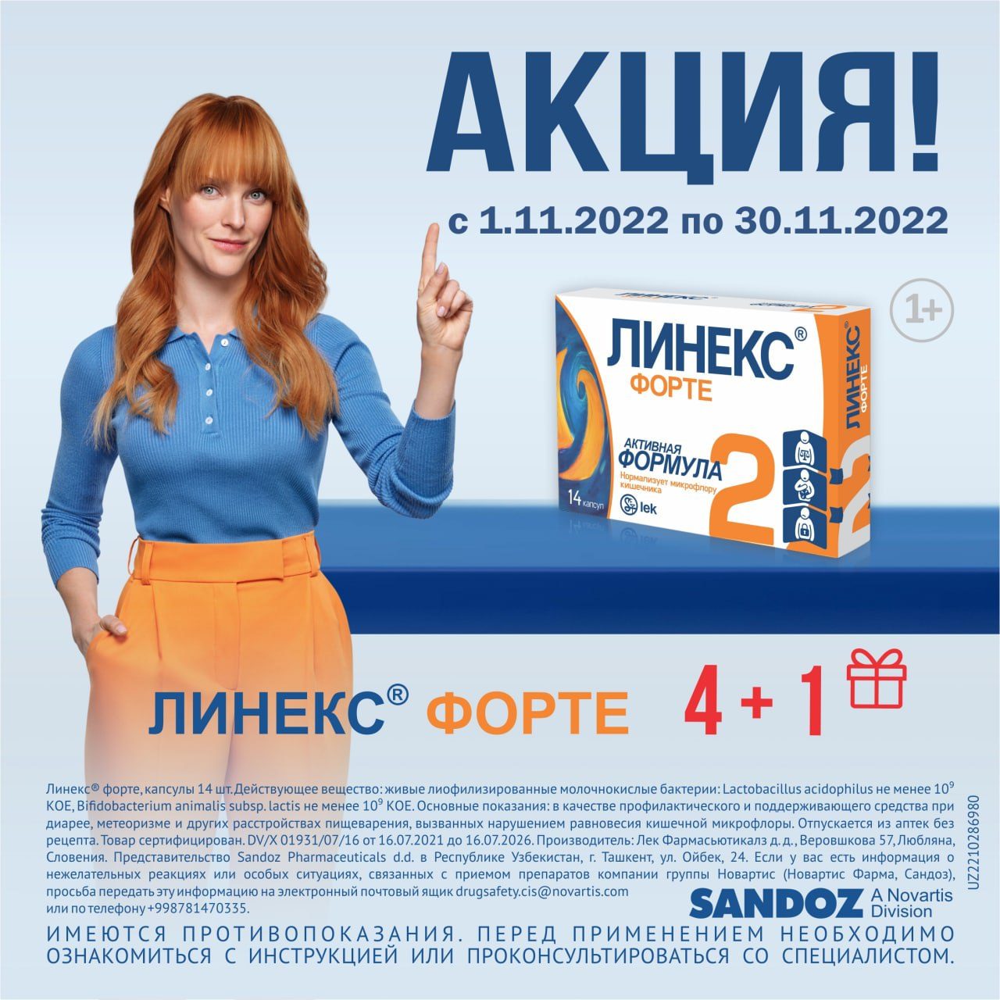 АКЦИЯ!
с 1.11.2022 по 30.11.2022
1+
ЛИНЕКС®
ЛИНЕКС®
ФОРТЕ
АКТИВНАЯ
ФОРМУЛА 2
Нормализует микрофлору
кишечника
14 капсул
lek
ЛИНЕКС®
ФОРТЕ
2
ЛИНЕКС® ФОРТЕ 4 + 1
Линекс® форте, капсулы 14 шт. Действующее вещество: живые лиофилизированные молочнокислые бактерии: Lactobacillus acidophilus не менее 10⁹
КОЕ, Bifidobacterium animalis subsp. lactis не менее 10⁹ КОЕ. Основные показания: в качестве профилактического и поддерживающего средства при
диарее, метеоризме и других расстройствах пищеварения, вызванных нарушением равновесия кишечной микрофлоры. Отпускается из аптек без
рецепта. Товар сертифицирован. DV/X 01931/07/16 от 16.07.2021 до 16.07.2026. Производитель: Лек Фармасьютикалз д. д., Веровшкова 57, Любляна,
Словения. Представительство Sandoz Pharmaceuticals d.d. в Республике Узбекистан, г. Ташкент, ул. Ойбек, 24. Если у вас есть информация о
нежелательных реакциях или особых ситуациях, связанных с приемом препаратов компании группы Новартис (Новартис Фарма, Сандоз),
просьба передать эту информацию на электронный почтовый ящик drugsafety.cis@novartis.com
или по телефону +998781470335.
SANDOZ A Novartis
Division
UZ2210286980
ИМЕЮТСЯ ПРОТИВОПОКАЗАНИЯ. ПЕРЕД ПРИМЕНЕНИЕМ НЕОБХОДИМО
ОЗНАКОМИТЬСЯ С ИНСТРУКЦИЕЙ ИЛИ ПРОКОНСУЛЬТИРОВАТЬСЯ СО СПЕЦИАЛИСТОМ.